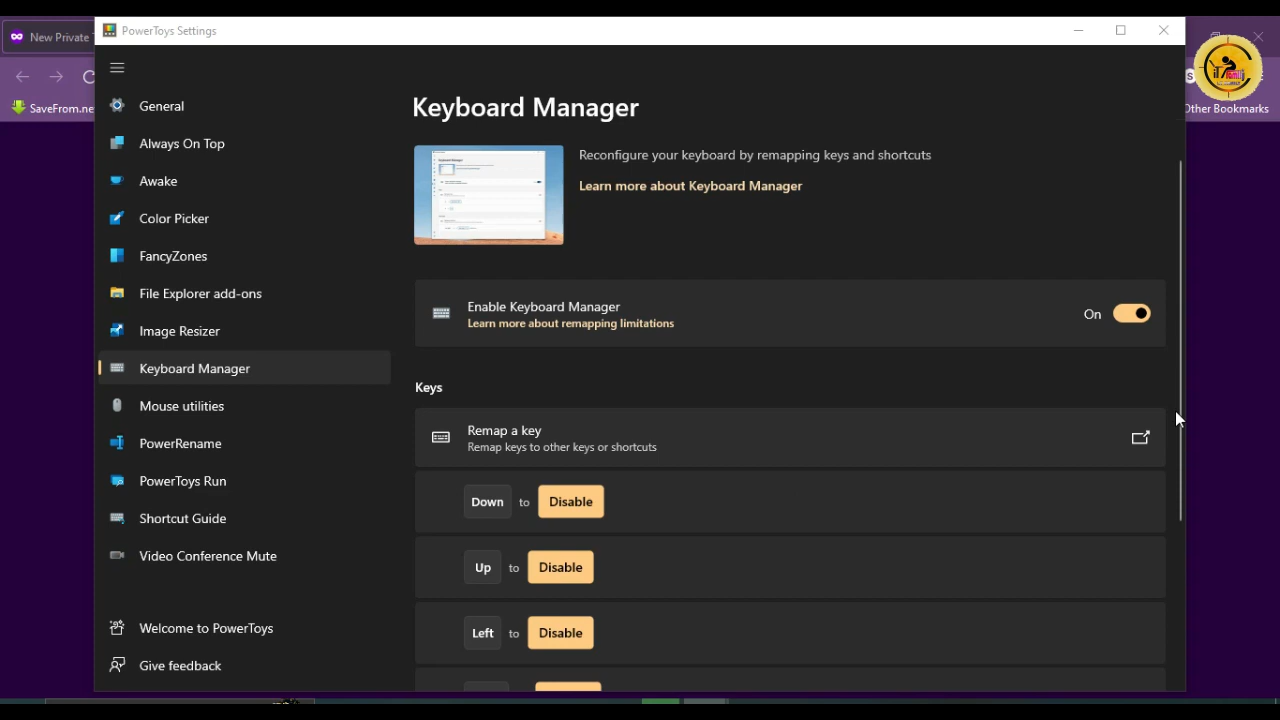 PowerToys Settings
New Private T
SaveFrom.ne
Other Bookmarks
iT
family
General
Always On Top
Awake
Color Picker
FancyZones
File Explorer add-ons
Image Resizer
Keyboard Manager
Mouse utilities
PowerRename
PowerToys Run
Shortcut Guide
Video Conference Mute
Welcome to PowerToys
Give feedback
Keyboard Manager
Reconfigure your keyboard by remapping keys and shortcuts
Learn more about Keyboard Manager
Enable Keyboard Manager
Learn more about remapping limitations
On
Keys
Remap a key
Remap keys to other keys or shortcuts
Down to Disable
Up to Disable
Left to Disable